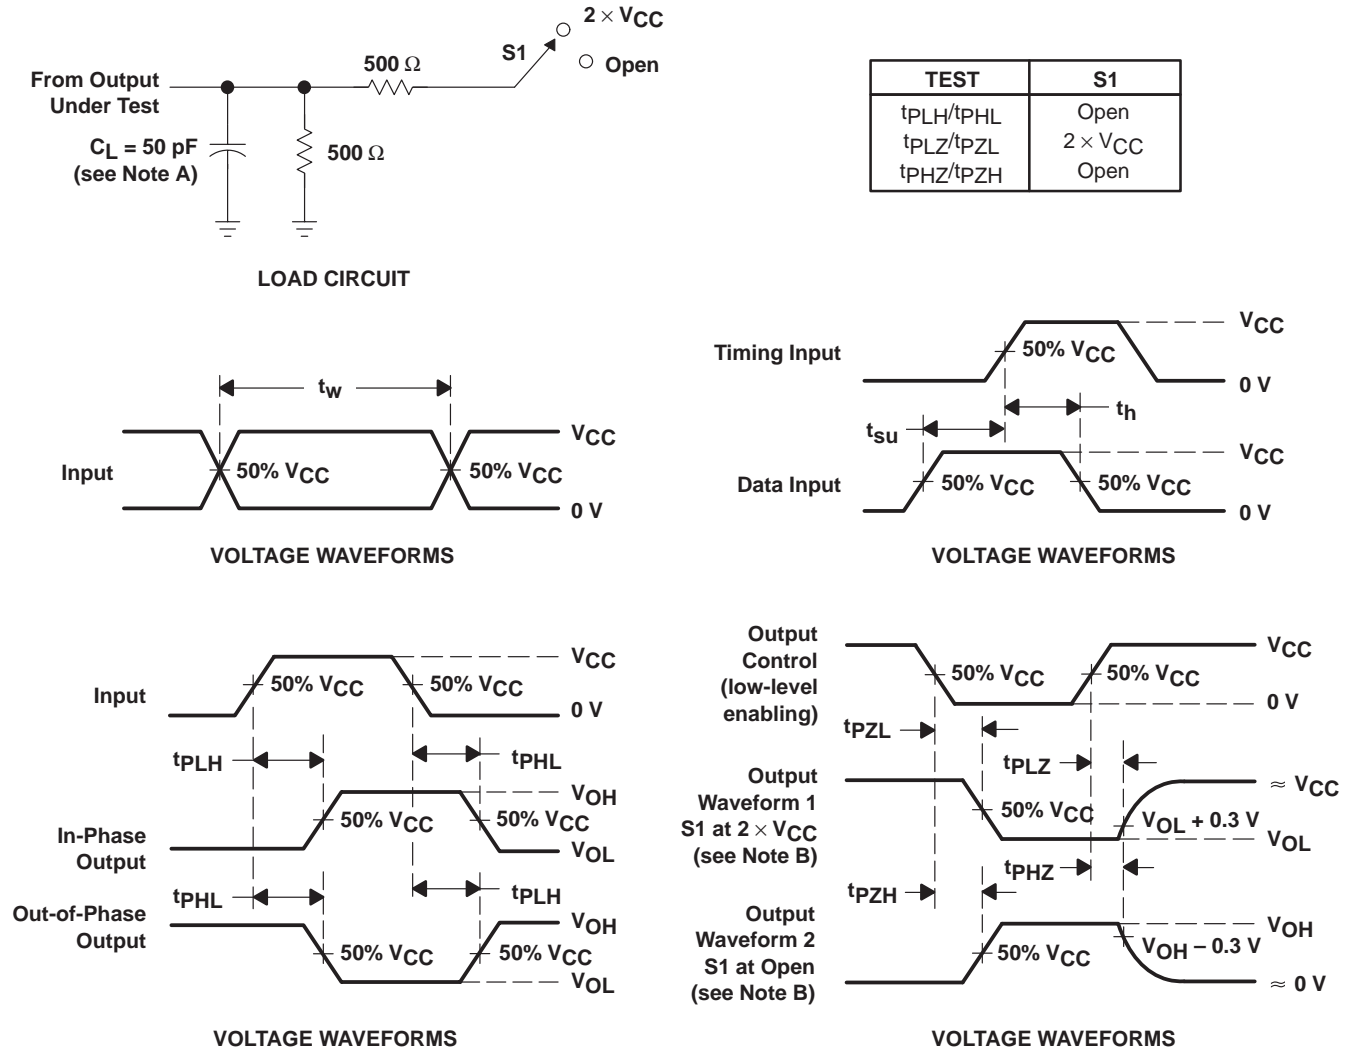 2 × VCC
S1
Open
500 Ω
From Output
Under Test
CL = 50 pF
(see Note A)
500 Ω
LOAD CIRCUIT
TEST S1
tPLH/tPHL Open
tPLZ/tPZL 2 × VCC
tPHZ/tPZH Open
tw
VCC
Input
50% VCC
50% VCC
0 V
VOLTAGE WAVEFORMS
VCC
Timing Input
50% VCC
0 V
th
tsu
VCC
Data Input
50% VCC
50% VCC
0 V
VOLTAGE WAVEFORMS
VCC
Input
50% VCC
50% VCC
0 V
tPLH
tPHL
VOH
In-Phase
Output
50% VCC
50% VCC
VOL
tPHL
tPLH
Out-of-Phase
Output
VOH
50% VCC
50% VCC
VOL
VOLTAGE WAVEFORMS
Output
Control
(low-level
enabling)
VCC
50% VCC
50% VCC
0 V
tPZL
tPLZ
Output
Waveform 1
S1 at 2 × VCC
(see Note B)
≈ VCC
50% VCC
VOL + 0.3 V
VOL
tPHZ
tPZH
Output
Waveform 2
S1 at Open
(see Note B)
VOH
50% VCC
VOH − 0.3 V
≈ 0 V
VOLTAGE WAVEFORMS